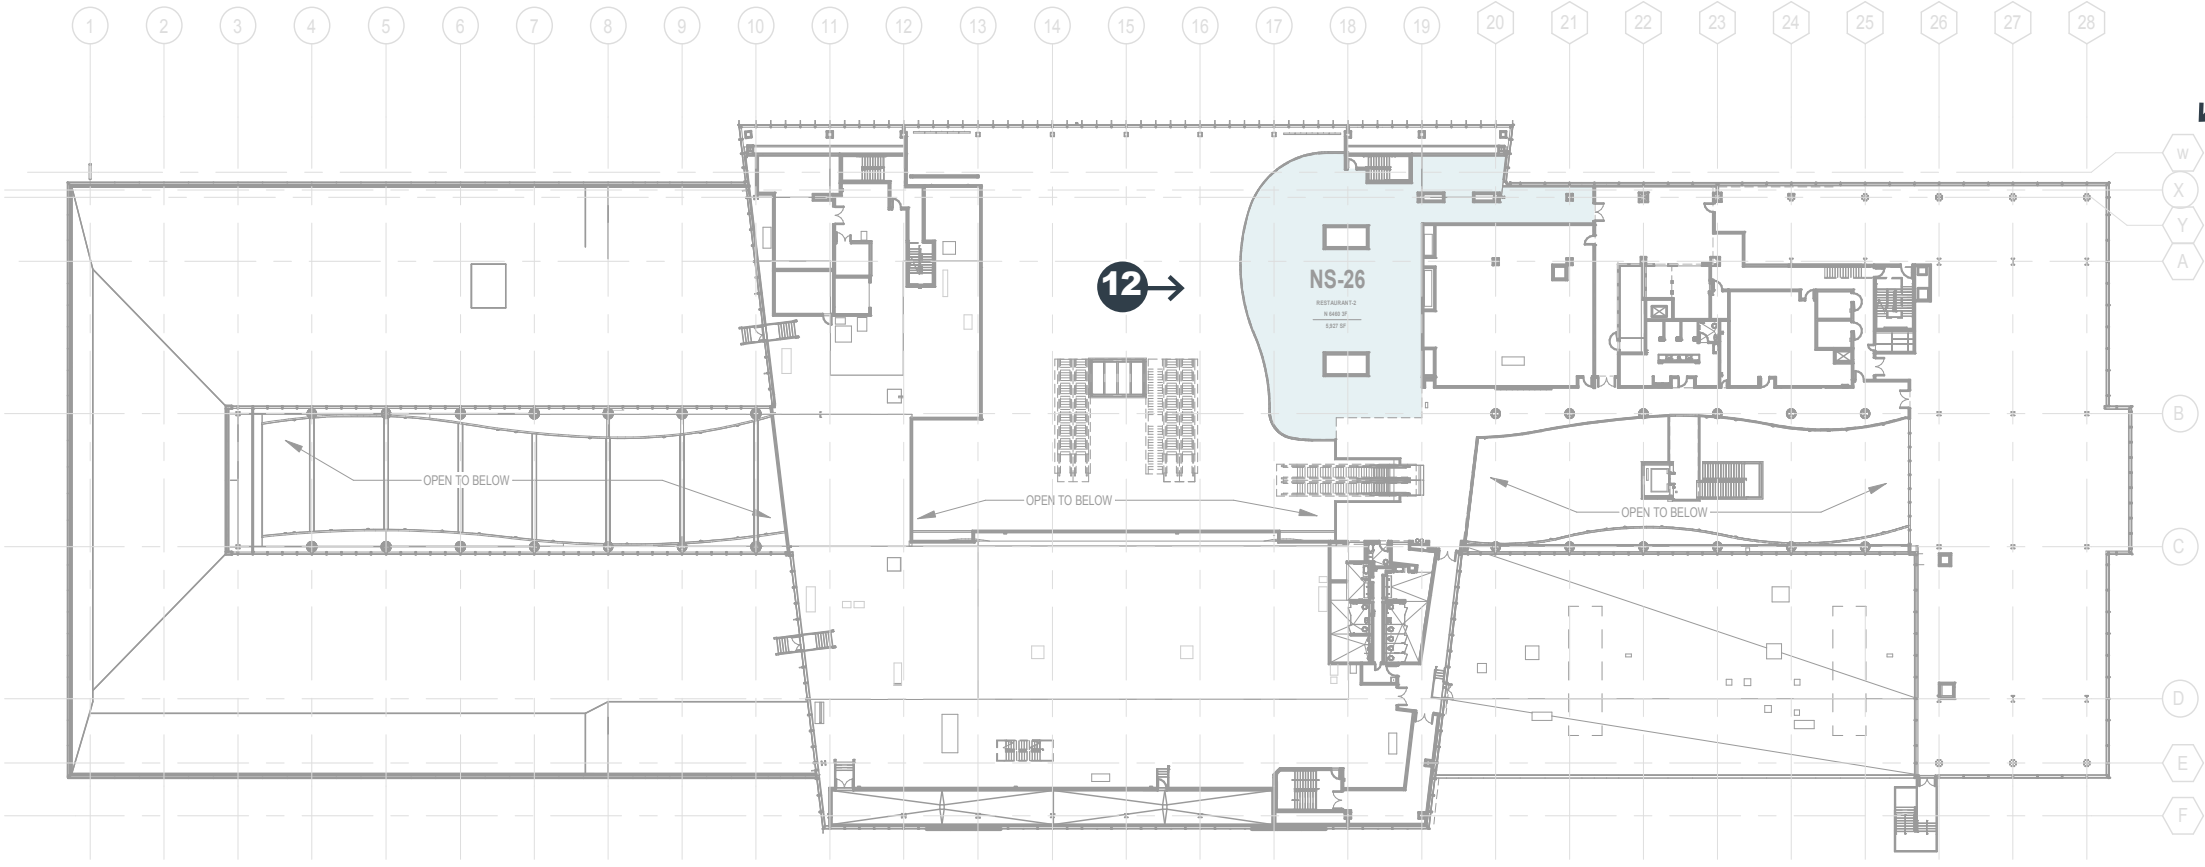 1 2 3 4 5 6 7 8 9 10 11 12 13 14 15 16 17 18 19 20 21 22 23 24 25 26 27 28
W
X
Y
A
12
NS-26
RESTAURANT-2
B
OPEN TO BELOW
OPEN TO BELOW
OPEN TO BELOW
C
D
E
F